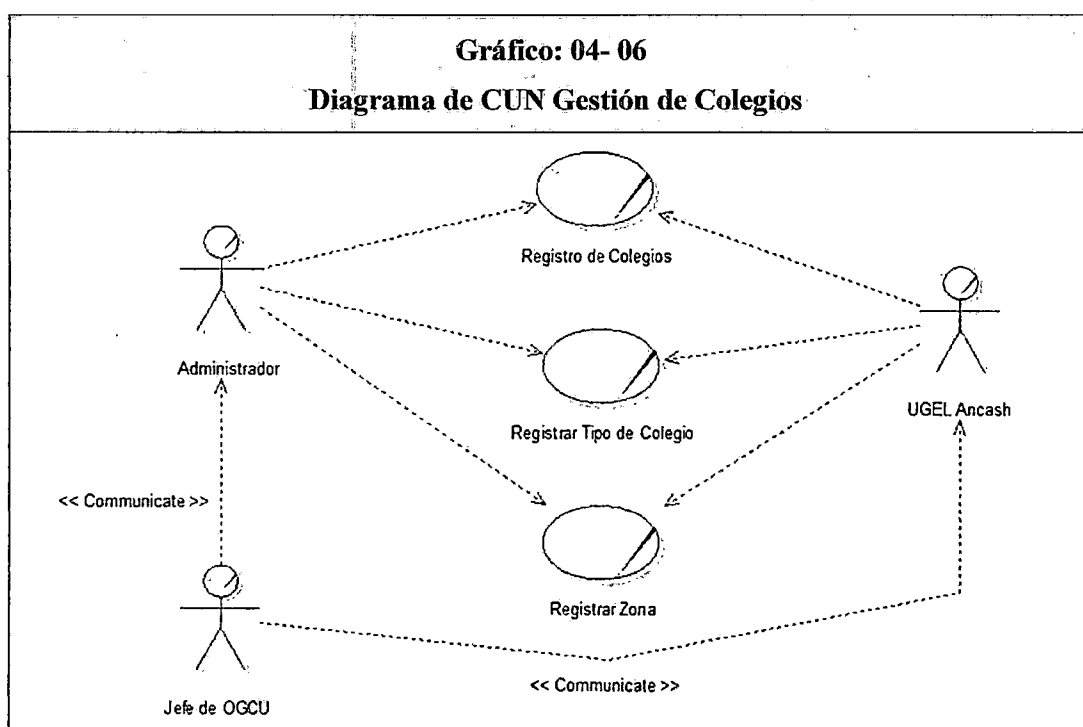 Gráfico: 04- 06
Diagrama de CUN Gestión de Colegios
Registro de Colegios
Administrador
Registrar Tipo de Colegio
UGEL Ancash
<< Communicate >>
Registrar Zona
<< Communicate >>
Jefe de OGCU